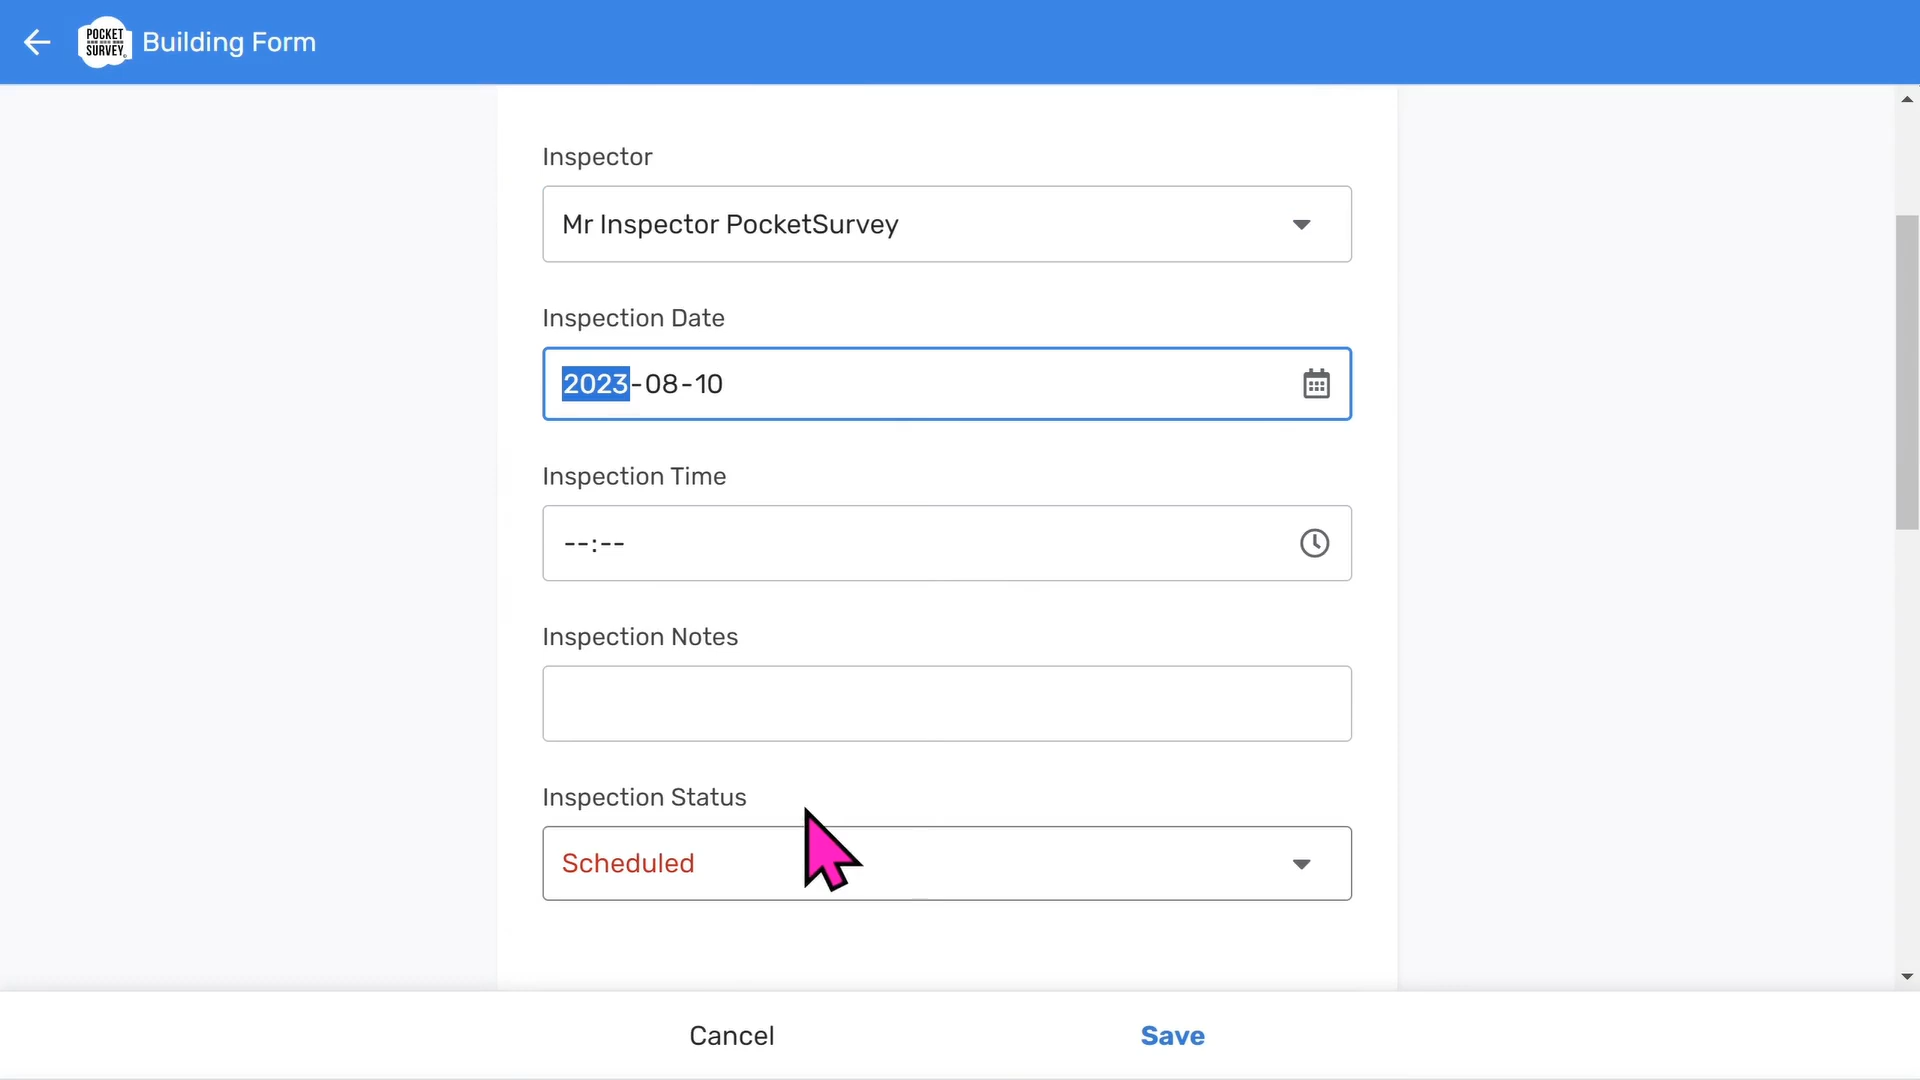 POCKET
SURVEY
Building Form
Inspector
Mr Inspector PocketSurvey
Inspection Date
2023-08-10
Inspection Time
--:--
Inspection Notes
Inspection Status
Scheduled
Cancel
Save